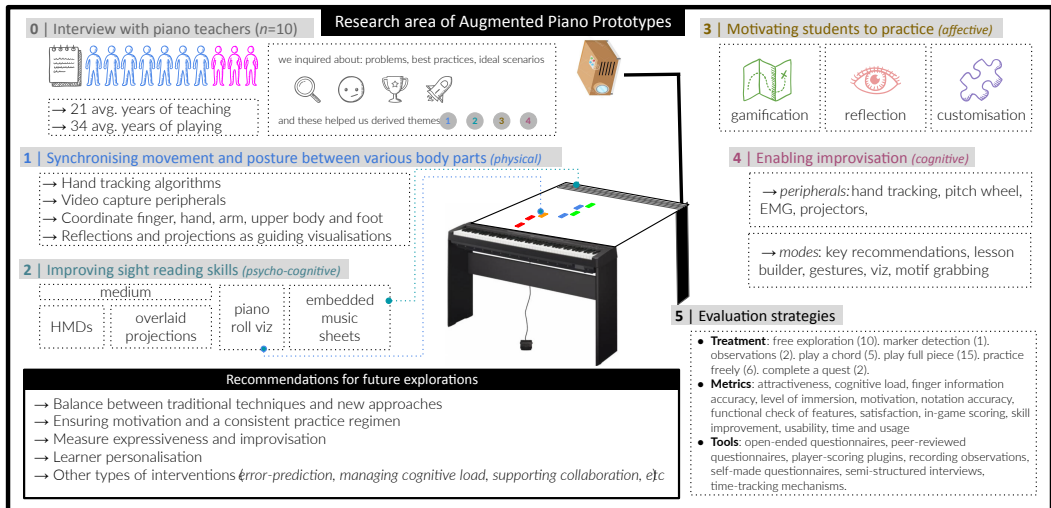 Research area of Augmented Piano Prototypes
0 | Interview with piano teachers (n=10)
we inquired about: problems, best practices, ideal scenarios
and these helped us derived themes 1 2 3 4
→ 21 avg. years of teaching
→ 34 avg. years of playing
1 | Synchronising movement and posture between various body parts (physical)
→ Hand tracking algorithms
→ Video capture peripherals
→ Coordinate finger, hand, arm, upper body and foot
→ Reflections and projections as guiding visualisations
2 | Improving sight reading skills (psycho-cognitive)
medium
HMDs
overlaid
projections
piano
roll viz
embedded
music
sheets
Recommendations for future explorations
→ Balance between traditional techniques and new approaches
→ Ensuring motivation and a consistent practice regimen
→ Measure expressiveness and improvisation
→ Learner personalisation
→ Other types of interventions (error-prediction, managing cognitive load, supporting collaboration, etc)
3 | Motivating students to practice (affective)
gamification
reflection
customisation
4 | Enabling improvisation (cognitive)
→ peripherals: hand tracking, pitch wheel,
EMG, projectors,
→ modes: key recommendations, lesson
builder, gestures, viz, motif grabbing
5 | Evaluation strategies
● Treatment: free exploration (10). marker detection (1).
observations (2). play a chord (5). play full piece (15). practice
freely (6). complete a quest (2).
● Metrics: attractiveness, cognitive load, finger information
accuracy, level of immersion, motivation, notation accuracy,
functional check of features, satisfaction, in-game scoring, skill
improvement, usability, time and usage
● Tools: open-ended questionnaires, peer-reviewed
questionnaires, player-scoring plugins, recording observations,
self-made questionnaires, semi-structured interviews,
time-tracking mechanisms.